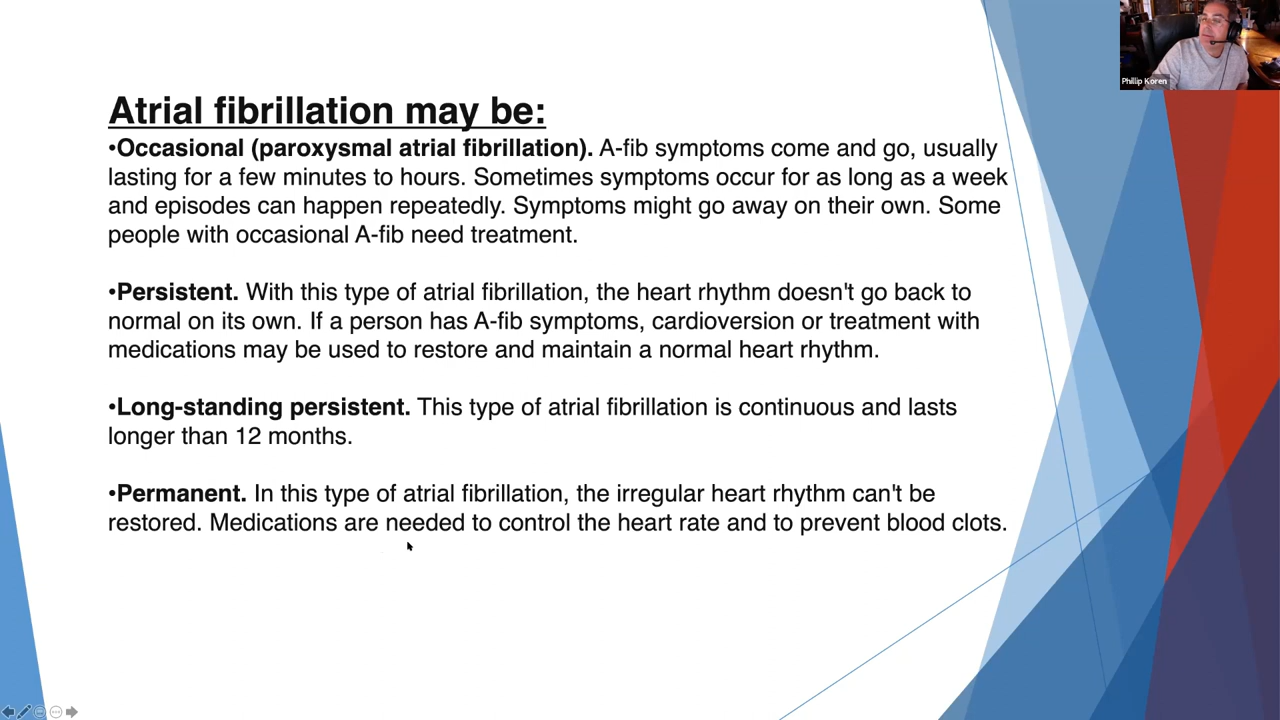 Phillip Koren
Atrial fibrillation may be:
•Occasional (paroxysmal atrial fibrillation). A-fib symptoms come and go, usually
lasting for a few minutes to hours. Sometimes symptoms occur for as long as a week
and episodes can happen repeatedly. Symptoms might go away on their own. Some
people with occasional A-fib need treatment.
•Persistent. With this type of atrial fibrillation, the heart rhythm doesn't go back to
normal on its own. If a person has A-fib symptoms, cardioversion or treatment with
medications may be used to restore and maintain a normal heart rhythm.
•Long-standing persistent. This type of atrial fibrillation is continuous and lasts
longer than 12 months.
•Permanent. In this type of atrial fibrillation, the irregular heart rhythm can't be
restored. Medications are needed to control the heart rate and to prevent blood clots.